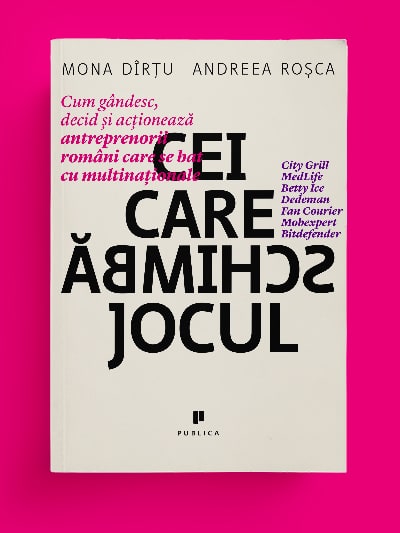 MONA DÎRȚU ANDREEA ROȘCA
Cum gândesc,
decid și acționează
antreprenorii
români care se bat
cu multinaționale
City Grill
MedLife
Betty Ice
Dedeman
Fan Courier
Mobexpert
Bitdefender
CEI
CARE
SCHIMBĂ
JOCUL
PUBLICA